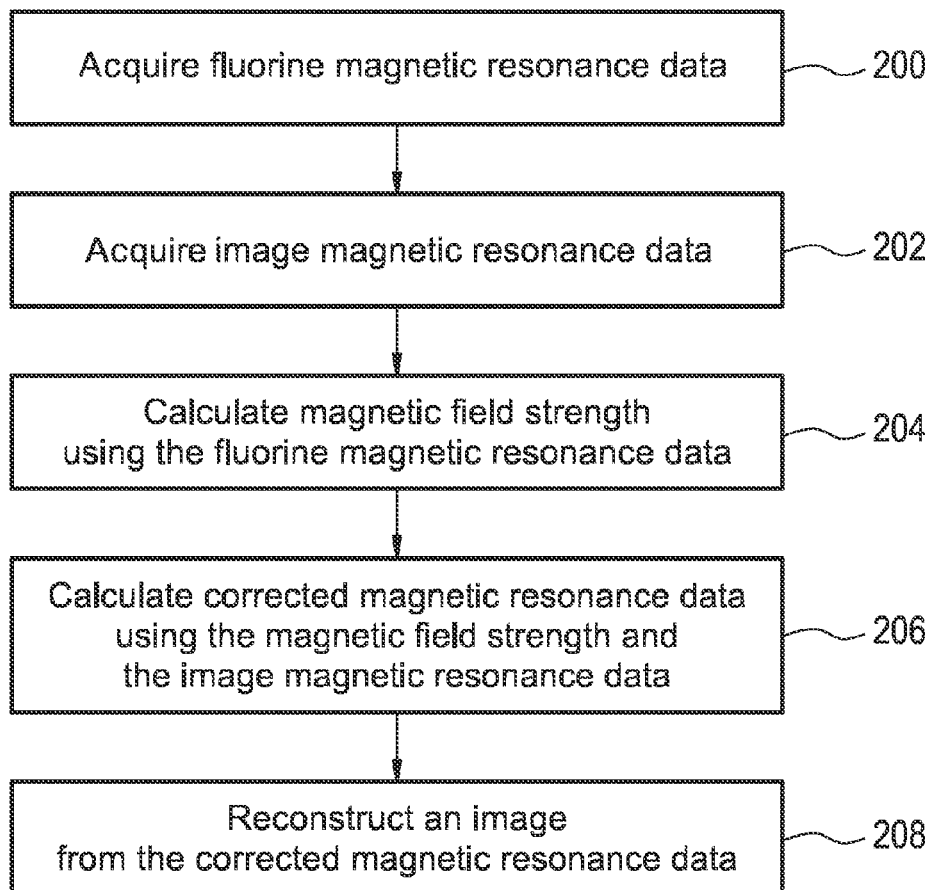 Acquire fluorine magnetic resonance data
200
Acquire image magnetic resonance data
202
Calculate magnetic field strength
using the fluorine magnetic resonance data
204
Calculate corrected magnetic resonance data
using the magnetic field strength and
the image magnetic resonance data
206
Reconstruct an image
from the corrected magnetic resonance data
208